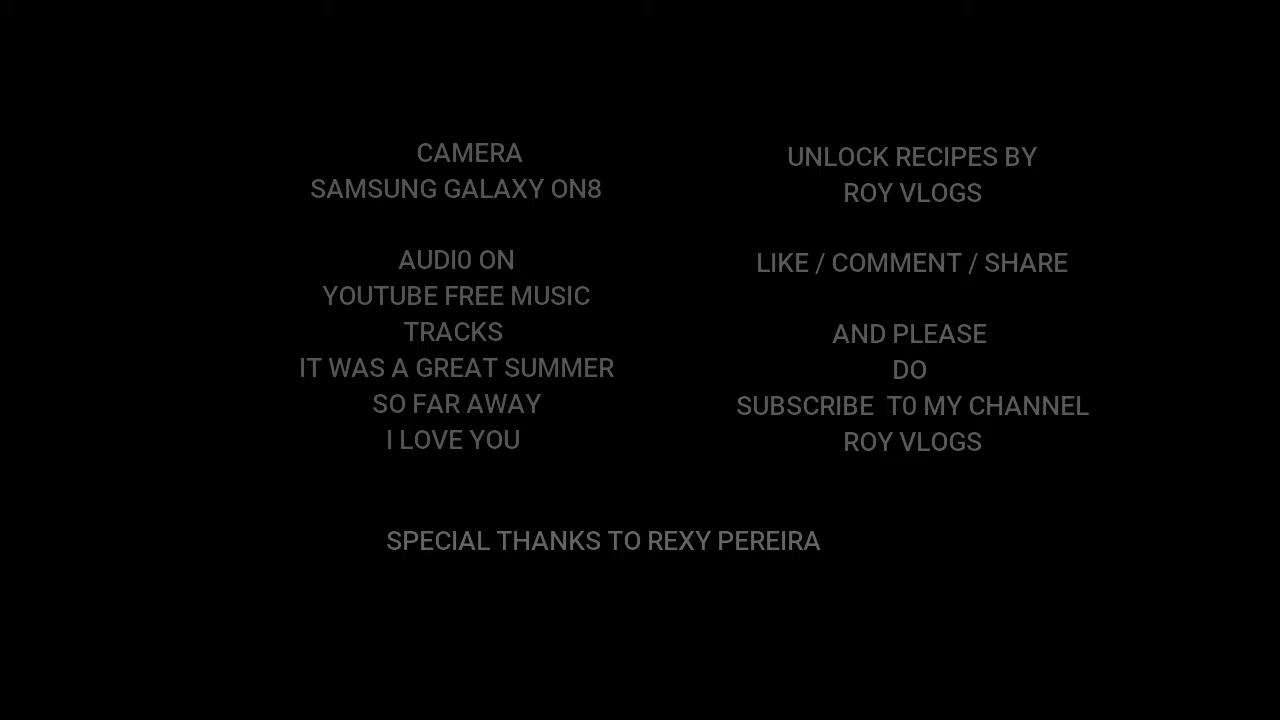 CAMERA
SAMSUNG GALAXY ON8
AUDI0 ON
YOUTUBE FREE MUSIC
TRACKS
IT WAS A GREAT SUMMER
SO FAR AWAY
I LOVE YOU
UNLOCK RECIPES BY
ROY VLOGS
LIKE / COMMENT / SHARE
AND PLEASE
DO
SUBSCRIBE  T0 MY CHANNEL
ROY VLOGS
SPECIAL THANKS TO REXY PEREIRA